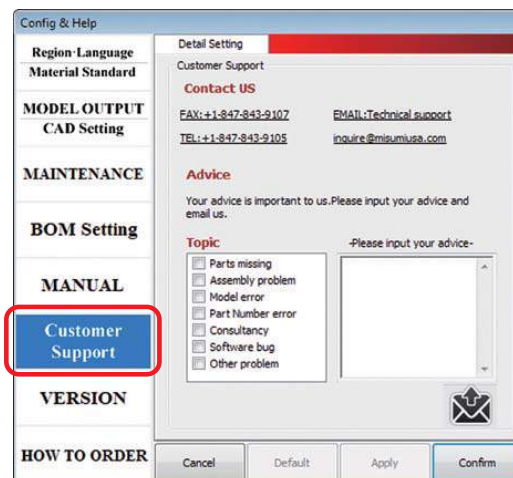 Config & Help
Region·Language
Material Standard
MODEL OUTPUT
CAD Setting
MAINTENANCE
BOM Setting
MANUAL
Customer
Support
VERSION
HOW TO ORDER
Detail Setting
Customer Support
Contact US
FAX:+1-847-843-9107 EMAIL:Technical support
TEL:+1-847-843-9105 inquire@misumiusa.com
Advice
Your advice is important to us.Please input your advice and
email us.
Topic -Please input your advice-
Parts missing
Assembly problem
Model error
Part Number error
Consultancy
Software bug
Other problem
Cancel Default Apply Confirm